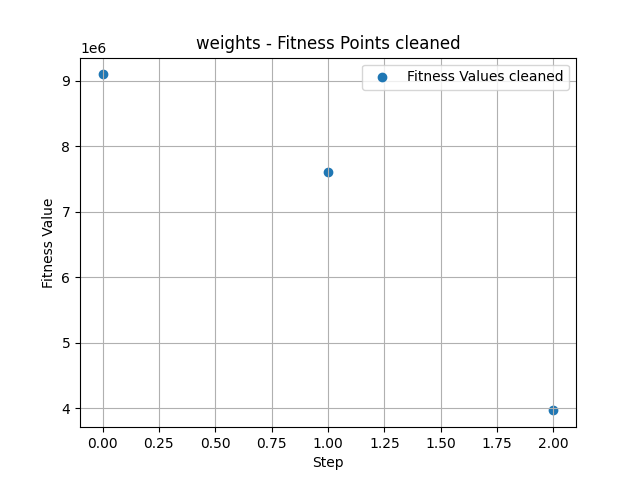 weights - Fitness Points cleaned
1e6
Fitness Values cleaned
9
8
7
6
5
4
Fitness Value
0.00 0.25 0.50 0.75 1.00 1.25 1.50 1.75 2.00
Step